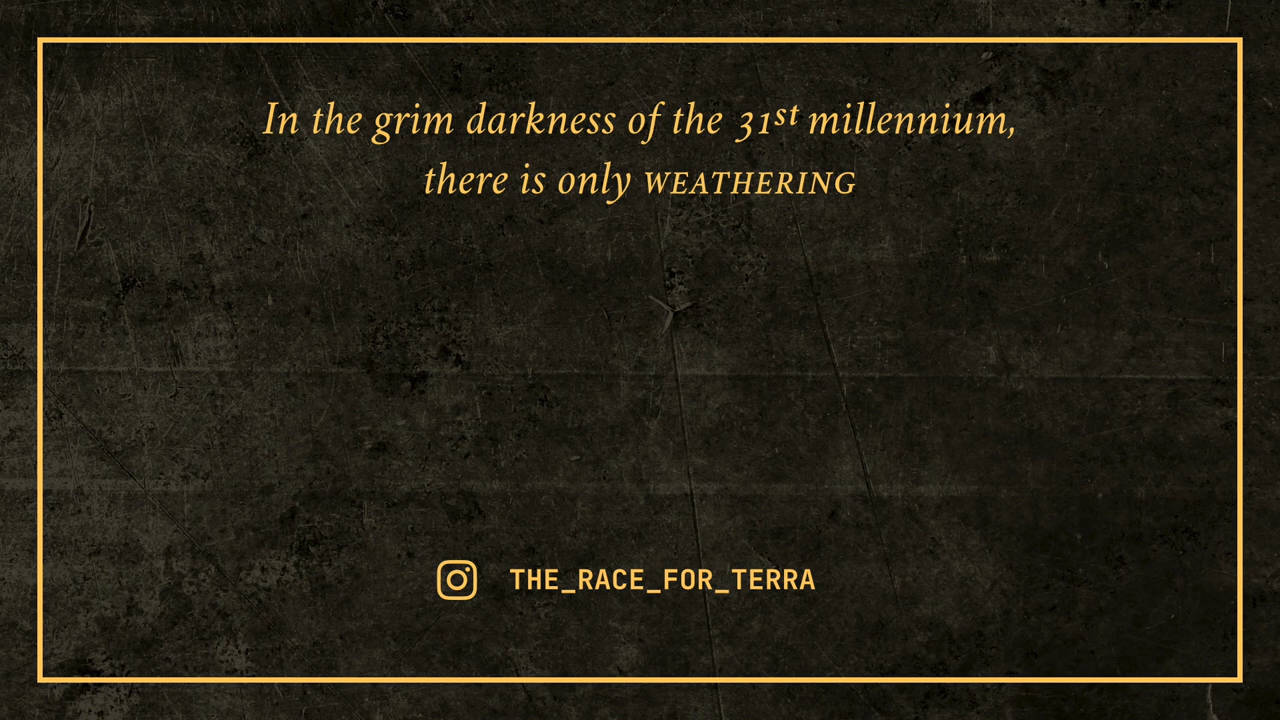 In the grim darkness of the 31st millennium,
there is only WEATHERING
THE_RACE_FOR_TERRA